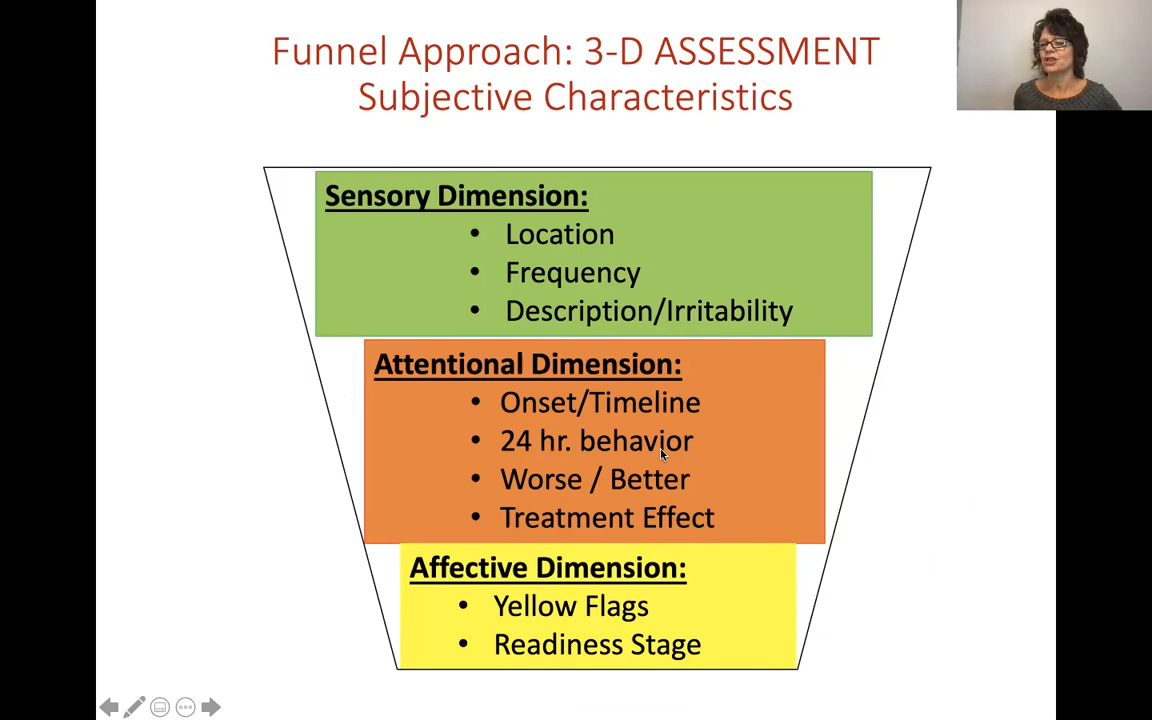 Funnel Approach: 3-D ASSESSMENT
Subjective Characteristics
Sensory Dimension:
• Location
• Frequency
• Description/Irritability
Attentional Dimension:
• Onset/Timeline
• 24 hr. behavior
• Worse / Better
• Treatment Effect
Affective Dimension:
• Yellow Flags
• Readiness Stage